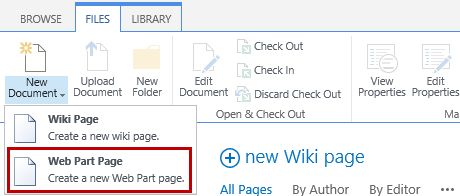 BROWSE FILES LIBRARY
New Document Upload Document New Folder Edit Document Check Out View Properties Edit Properties
Check In
Discard Check Out
Open & Check Out Ma
Wiki Page
Create a new wiki page.
Web Part Page
Create a new Web Part page.
new Wiki page
All Pages By Author By Editor